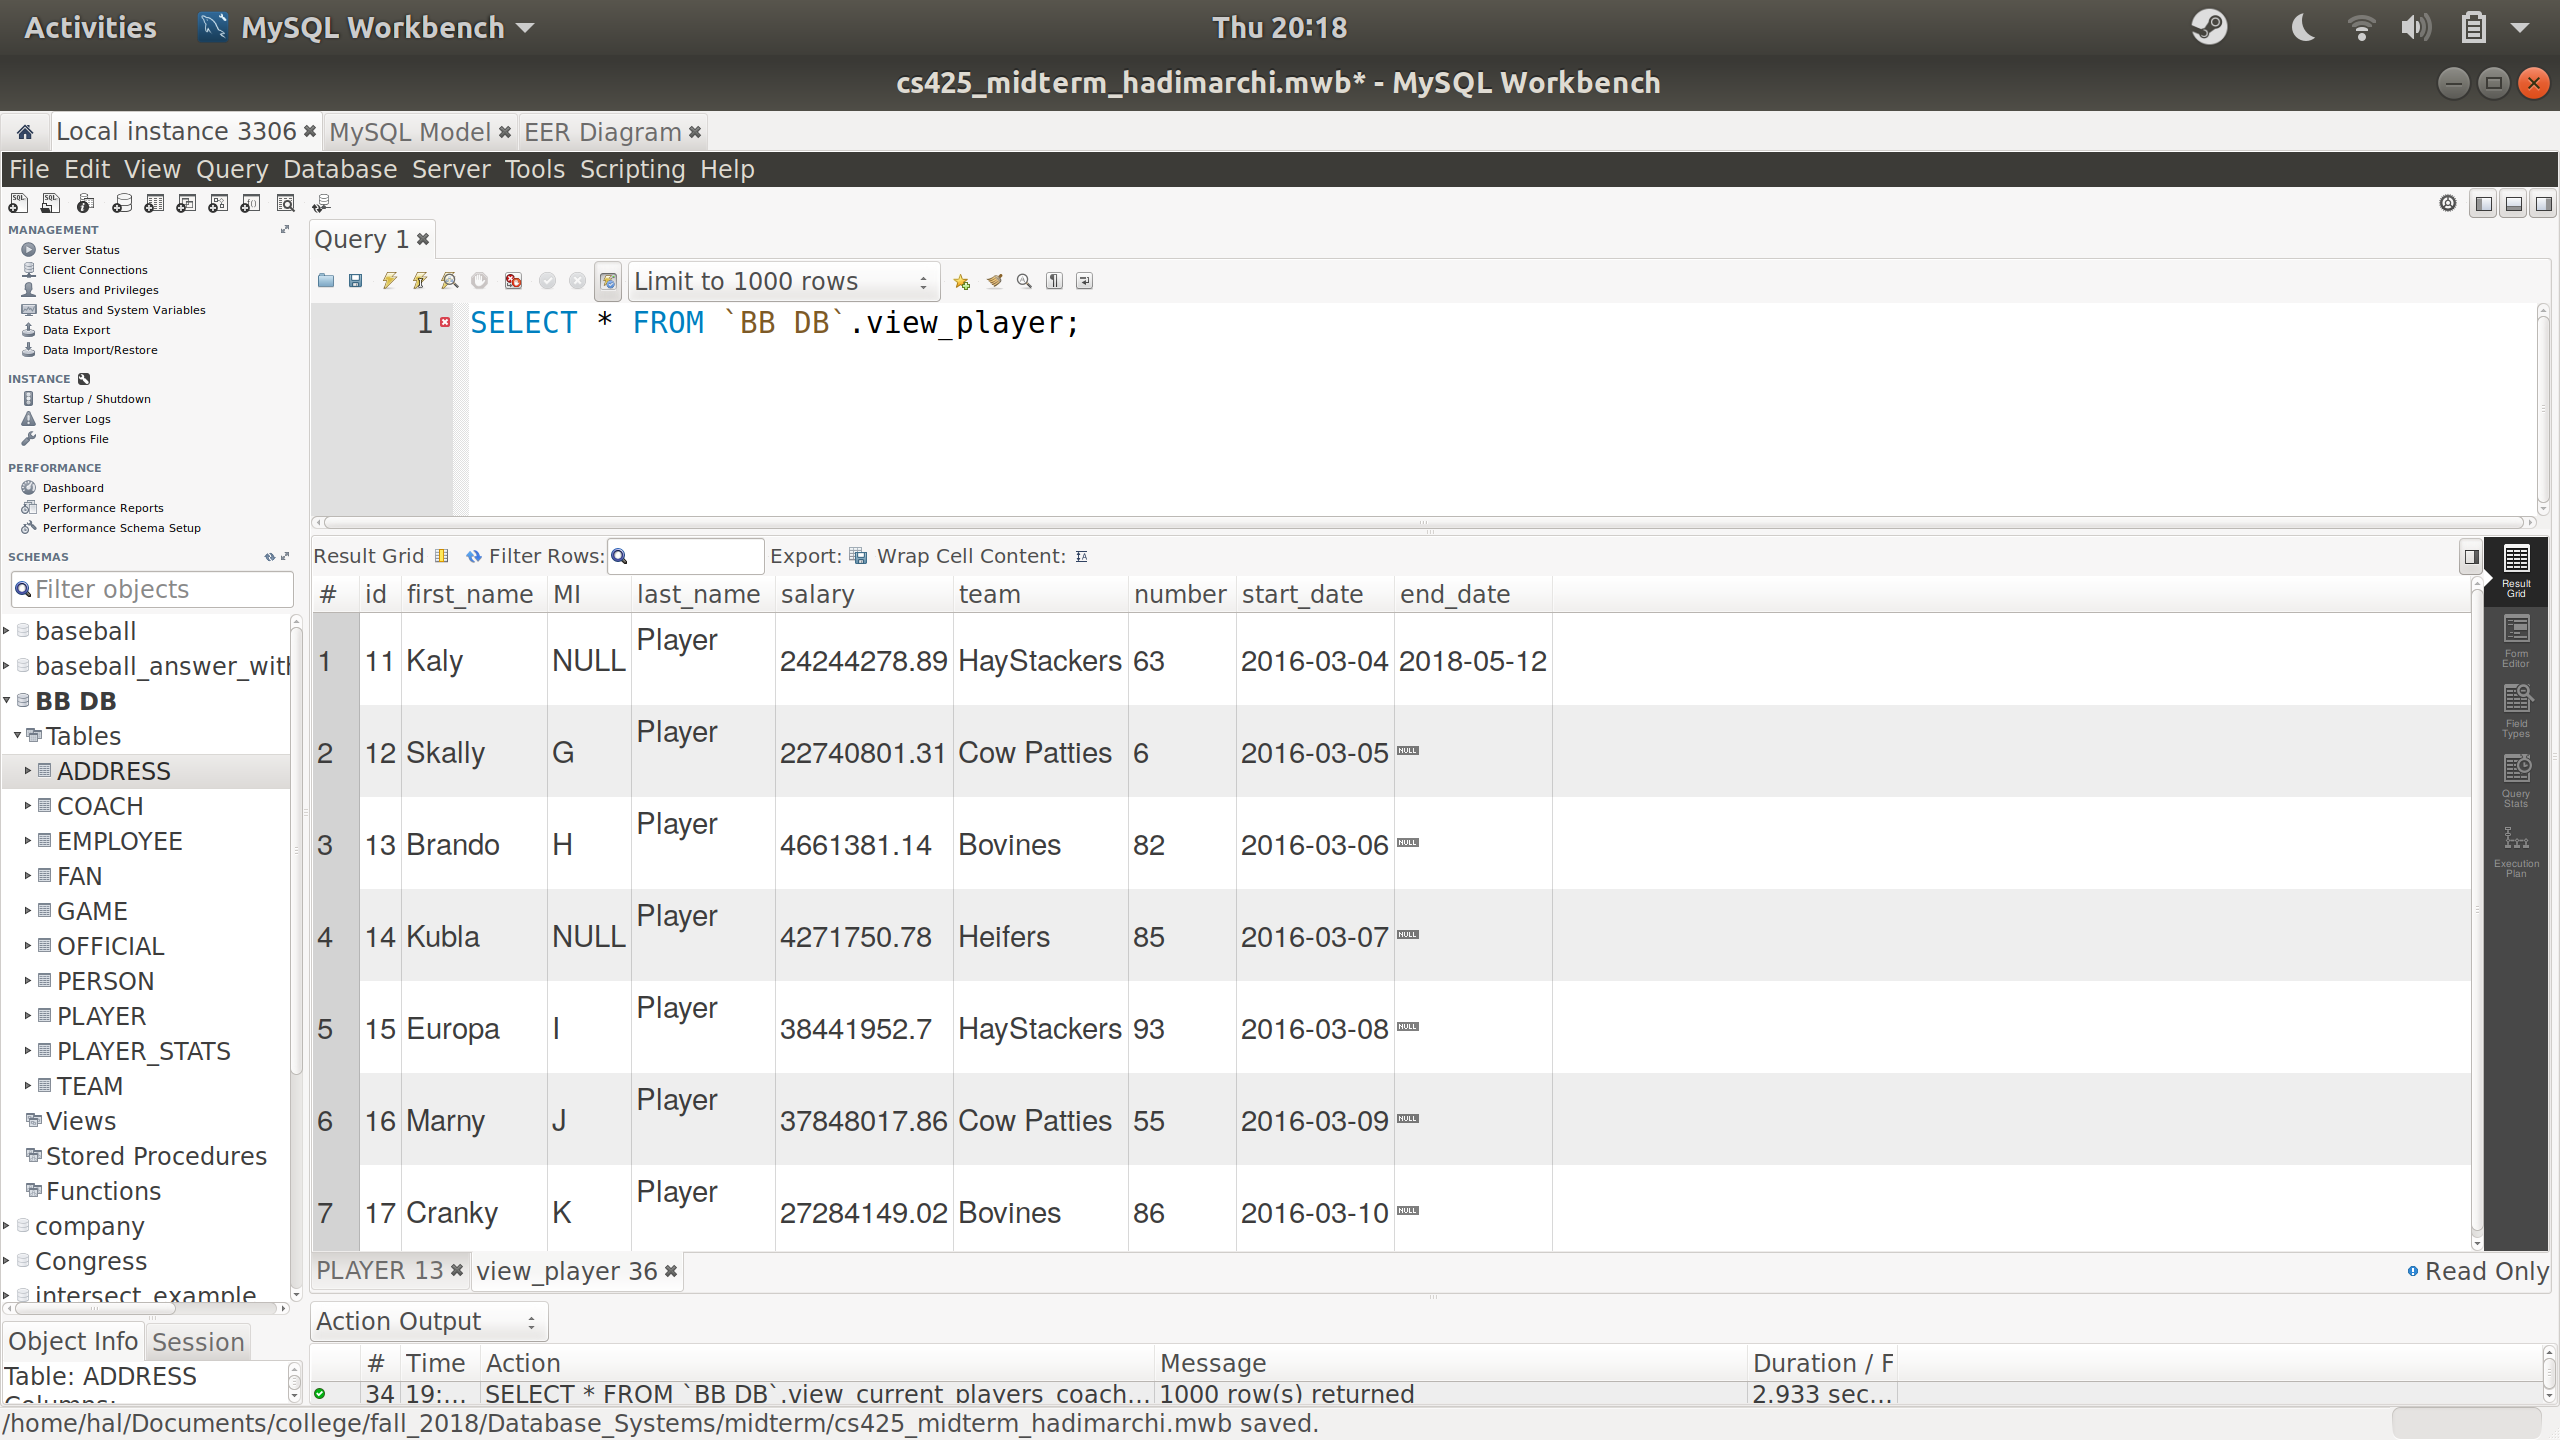 Activities MySQL Workbench Thu 20:18
cs425_midterm_hadimarchi.mwb* - MySQL Workbench
Local instance 3306 MySQL Model EER Diagram
File Edit View Query Database Server Tools Scripting Help
MANAGEMENT
Server Status
Client Connections
Users and Privileges
Status and System Variables
Data Export
Data Import/Restore
INSTANCE
Startup / Shutdown
Server Logs
Options File
PERFORMANCE
Dashboard
Performance Reports
Performance Schema Setup
SCHEMAS
Filter objects
baseball
baseball_answer_with
BB DB
Tables
ADDRESS
COACH
EMPLOYEE
FAN
GAME
OFFICIAL
PERSON
PLAYER
PLAYER_STATS
TEAM
Views
Stored Procedures
Functions
company
Congress
intersect_example
Object Info Session
Table: ADDRESS
Columns:
Query 1
Limit to 1000 rows
1 SELECT * FROM `BB DB`.view_player;
Result Grid Filter Rows: Export: Wrap Cell Content:
# id first_name MI last_name salary team number start_date end_date
1 11 Kaly NULL Player 24244278.89 HayStackers 63 2016-03-04 2018-05-12
2 12 Skally G Player 22740801.31 Cow Patties 6 2016-03-05 NULL
3 13 Brando H Player 4661381.14 Bovines 82 2016-03-06 NULL
4 14 Kubla NULL Player 4271750.78 Heifers 85 2016-03-07 NULL
5 15 Europa I Player 38441952.7 HayStackers 93 2016-03-08 NULL
6 16 Marny J Player 37848017.86 Cow Patties 55 2016-03-09 NULL
7 17 Cranky K Player 27284149.02 Bovines 86 2016-03-10 NULL
Result
Grid
Form
Editor
Field
Types
Query
Stats
Execution
Plan
PLAYER 13 view_player 36 Read Only
Action Output
# Time Action Message Duration / F
34 19:... SELECT * FROM `BB DB`.view_current_players_coach... 1000 row(s) returned 2.933 sec...
/home/hal/Documents/college/fall_2018/Database_Systems/midterm/cs425_midterm_hadimarchi.mwb saved.